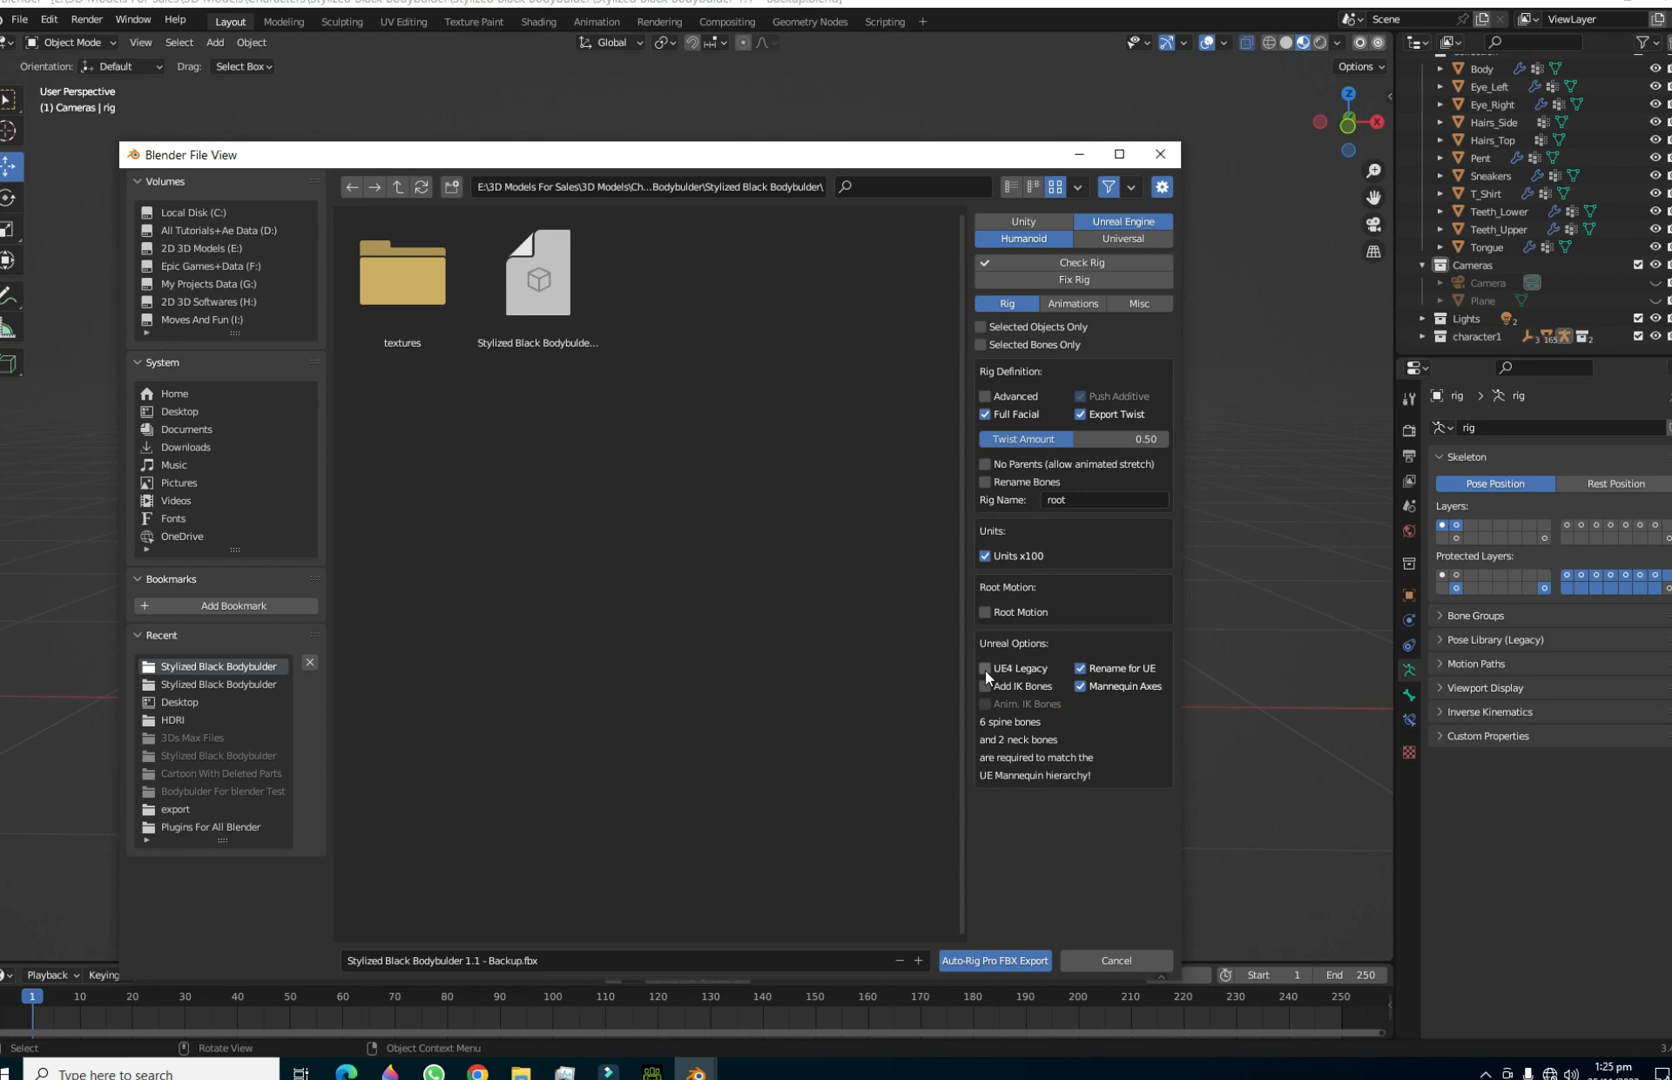 File Edit Render Window Help Layout Modeling Sculpting UV Editing Texture Paint Shading Animation Rendering Compositing Geometry Nodes Scripting + Scene ViewLayer
Object Mode View Select Add Object Global
Orientation: Default Drag: Select Box Options
User Perspective
(1) Cameras | rig
Z
X
Body
Eye_Left
Eye_Right
Hairs_Side
Hairs_Top
Pent
Sneakers
T_Shirt
Teeth_Lower
Teeth_Upper
Tongue
Cameras
Camera
Plane
Lights 2
character1 3 165 2
Blender File View
Volumes
Local Disk (C:)
All Tutorials+Ae Data (D:)
2D 3D Models (E:)
Epic Games+Data (F:)
My Projects Data (G:)
2D 3D Softwares (H:)
Moves And Fun (I:)
System
Home
Desktop
Documents
Downloads
Music
Pictures
Videos
Fonts
OneDrive
Bookmarks
Add Bookmark
Recent
Stylized Black Bodybulder
Stylized Black Bodybulder
Desktop
HDRI
3Ds Max Files
Stylized Black Bodybulder
Cartoon With Deleted Parts
Bodybulder For blender Test
export
Plugins For All Blender
E:\3D Models For Sales\3D Models\Ch...Bodybulder\Stylized Black Bodybulder\
textures
Stylized Black Bodybulde...
Unity Unreal Engine
Humanoid Universal
Check Rig
Fix Rig
Rig Animations Misc
Selected Objects Only
Selected Bones Only
Rig Definition:
Advanced Push Additive
Full Facial Export Twist
Twist Amount 0.50
No Parents (allow animated stretch)
Rename Bones
Rig Name: root
Units:
Units x100
Root Motion:
Root Motion
Unreal Options:
UE4 Legacy Rename for UE
Add IK Bones Mannequin Axes
Anim. IK Bones
6 spine bones
and 2 neck bones
are required to match the
UE Mannequin hierarchy!
Stylized Black Bodybulder 1.1 - Backup.fbx
Auto-Rig Pro FBX Export Cancel
rig rig
rig
Skeleton
Pose Position Rest Position
Layers:
Protected Layers:
Bone Groups
Pose Library (Legacy)
Motion Paths
Viewport Display
Inverse Kinematics
Custom Properties
Playback Keying Start 1 End 250
1 10 20 30 40 50 60 70 80 90 100 110 120 130 140 150 160 170 180 190 200 210 220 230 240 250
Select Rotate View Object Context Menu
Type here to search
1:25 pm